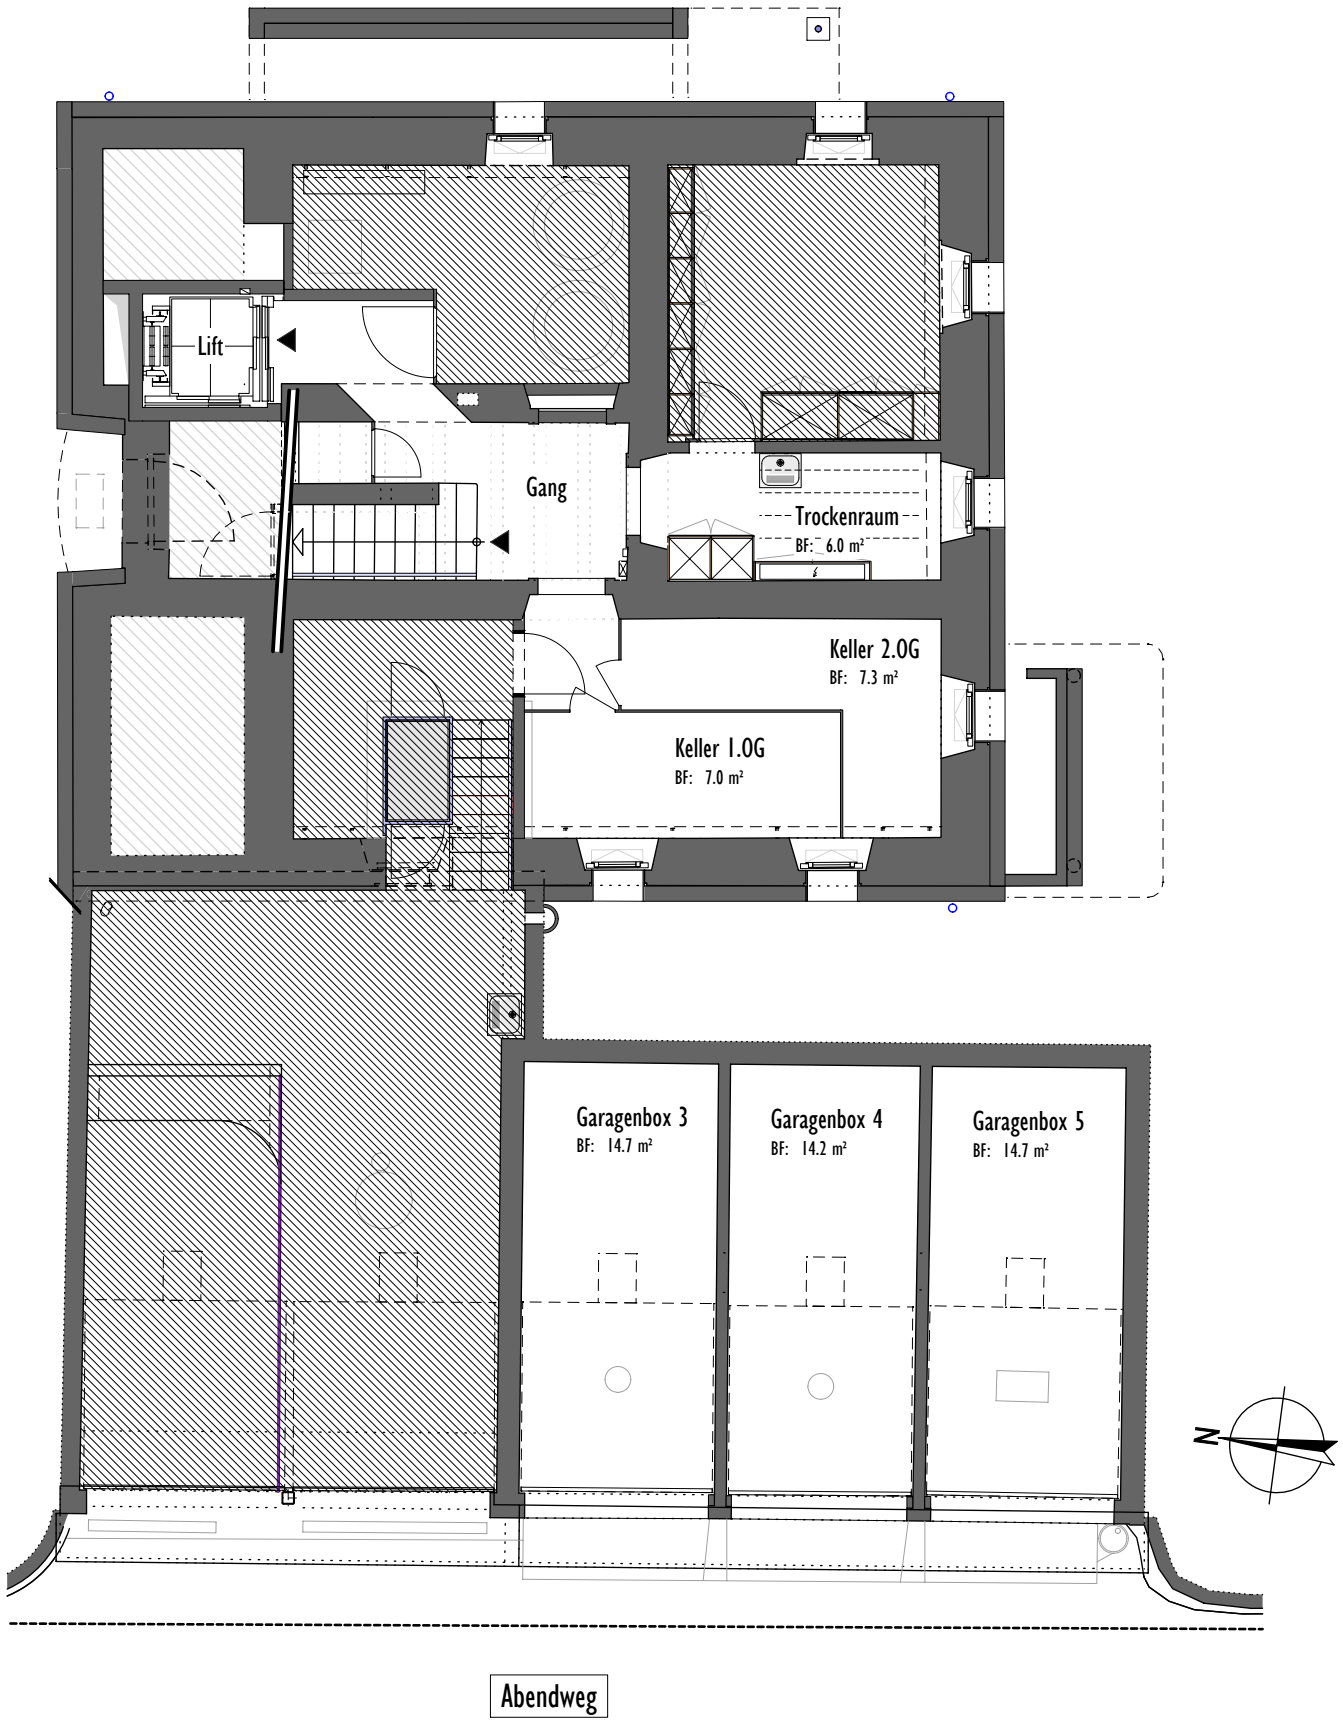 Lift
Gang
Trockenraum
BF: 6.0 m²
Keller 2.OG
BF: 7.3 m²
Keller 1.OG
BF: 7.0 m²
Garagenbox 3
BF: 14.7 m²
Garagenbox 4
BF: 14.2 m²
Garagenbox 5
BF: 14.7 m²
N
Abendweg